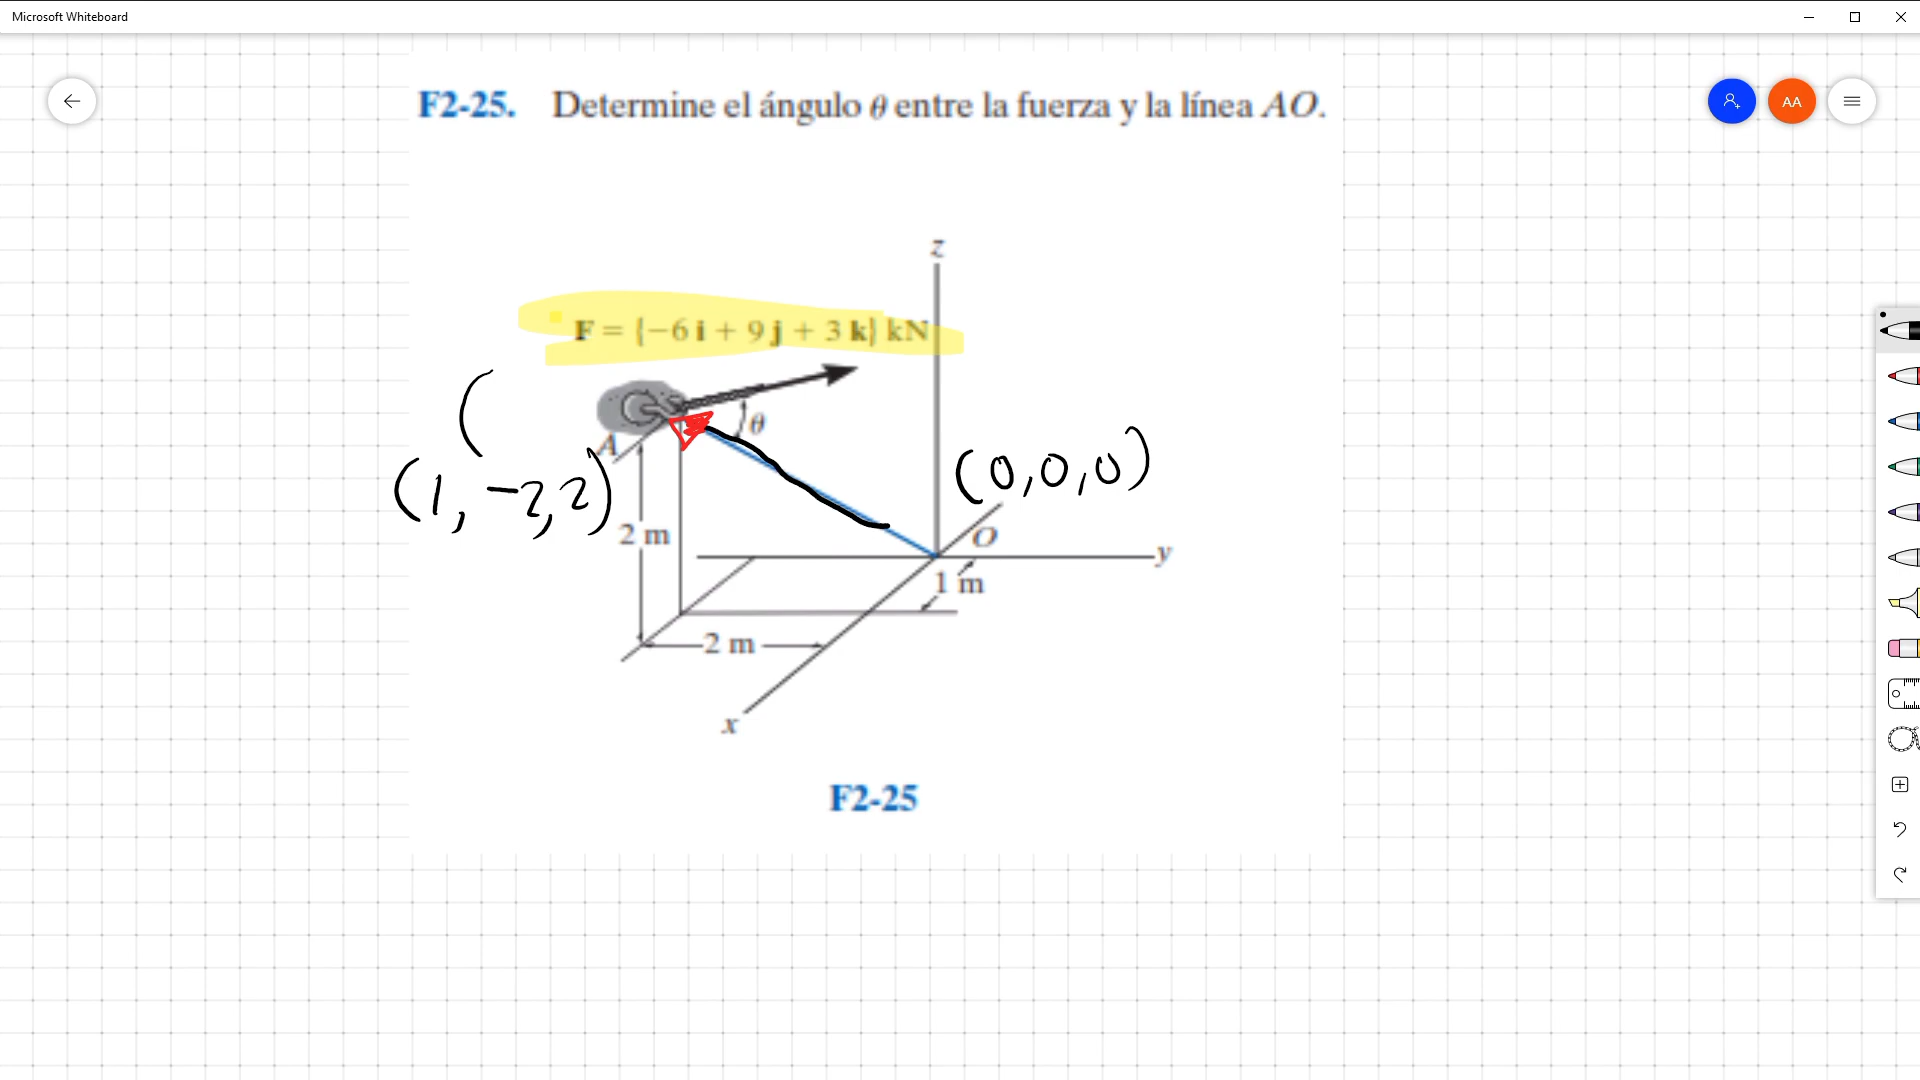 Microsoft Whiteboard
AA
F2-25. Determine el ángulo θ entre la fuerza y la línea AO.
z
F = {−6 i + 9 j + 3 k} kN
(
θ
A
(1, -2, 2)
(0,0,0)
2 m
O
y
1 m
2 m
x
F2-25